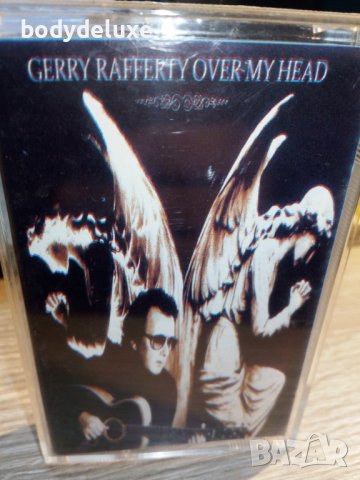 bodydeluxe.
GERRY RAFFERTY OVER MY HEAD
BAZAR